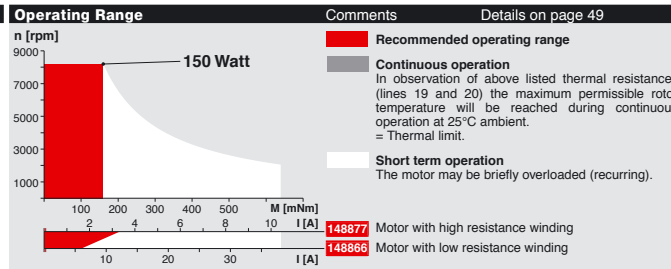 Operating Range
Comments
Details on page 49
n [rpm]
9000
7000
5000
3000
1000
150 Watt
100 200 300 400 500 M [mNm]
2 4 6 8 10 I [A]
10 20 30 I [A]
Recommended operating range
Continuous operation
In observation of above listed thermal resistance
(lines 19 and 20) the maximum permissible roto
temperature will be reached during continuou
operation at 25°C ambient.
= Thermal limit.
Short term operation
The motor may be briefly overloaded (recurring).
148877 Motor with high resistance winding
148866 Motor with low resistance winding